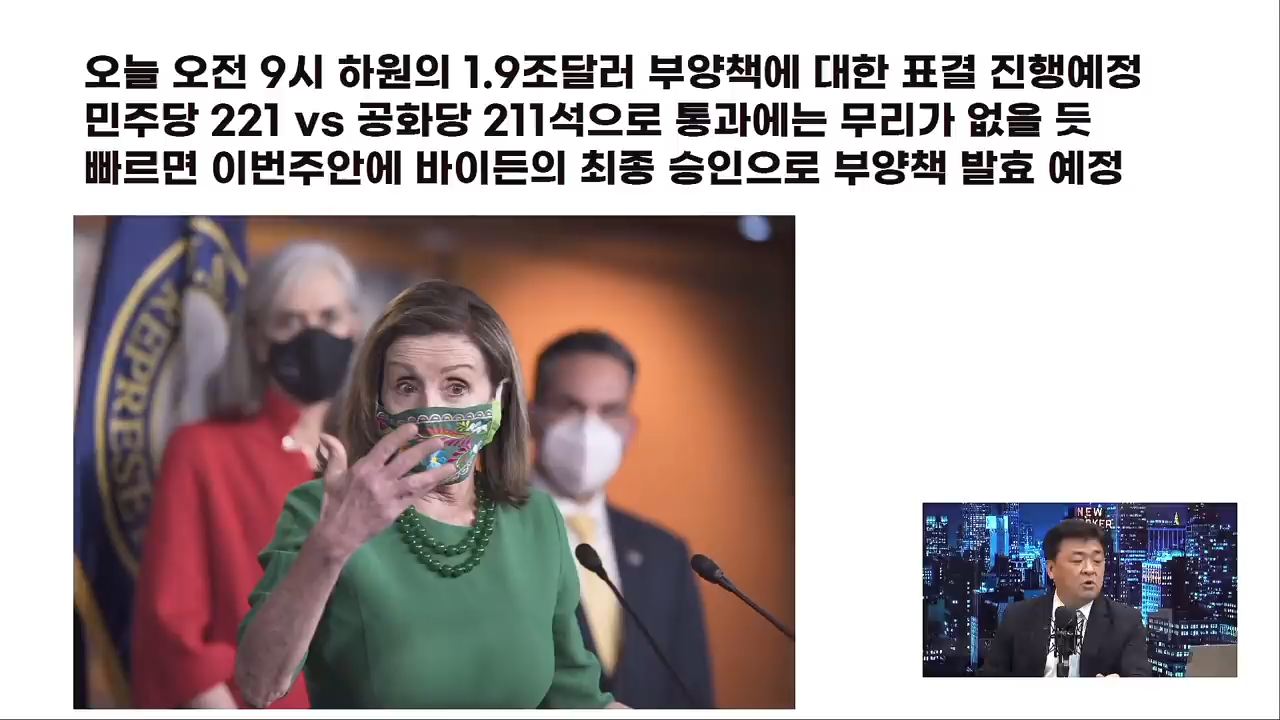 오늘 오전 9시 하원의 1.9조달러 부양책에 대한 표결 진행예정
민주당 221 vs 공화당 211석으로 통과에는 무리가 없을 듯
빠르면 이번주안에 바이든의 최종 승인으로 부양책 발효 예정
REPRESE
NEW